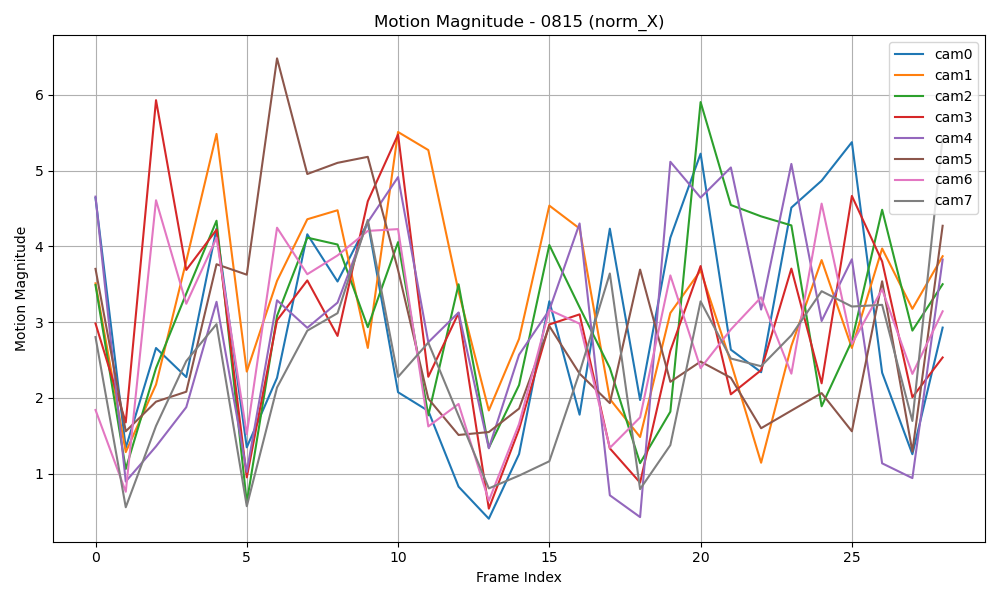 Motion Magnitude - 0815 (norm_X)
Motion Magnitude
6
5
4
3
2
1
0
5
10
15
20
25
Frame Index
cam0
cam1
cam2
cam3
cam4
cam5
cam6
cam7